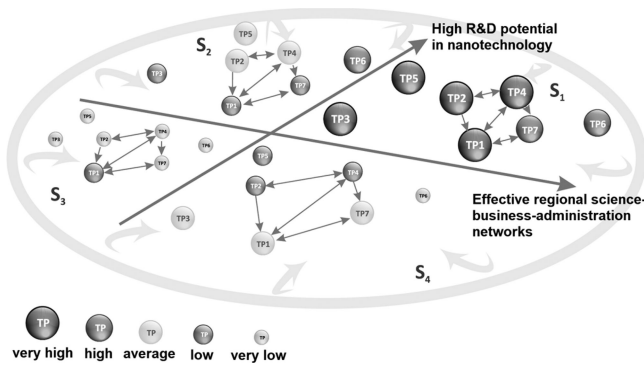 High R&D potential
in nanotechnology
S2
TP5
TP2
TP4
TP3
TP7
TP1
TP6
TP5
TP3
S1
TP2
TP4
TP1
TP7
TP6
TP5
TP3
TP2
TP4
TP6
TP1
TP7
S3
TP5
TP2
TP4
TP6
TP3
TP7
TP1
S4
Effective regional science-
business-administration
networks
TP
TP
TP
TP
TP
very high high average low very low